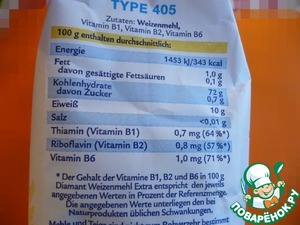 TYPE 405
Zutaten: Weizenmehl,
Vitamin B1, Vitamin B2, Vitamin B6
100 g enthalten durchschnittlich:
Energie 1453 kJ/343 kcal
Fett 1,0 g
davon gesättigte Fettsäuren 0,1 g
Kohlenhydrate 72 g
davon Zucker 0,7 g
Eiweiß 10 g
Salz <0,01 g
Thiamin (Vitamin B1) 0,7 mg (64 %*)
Riboflavin (Vitamin B2) 0,8 mg (57 %*)
Vitamin B6 1,0 mg (71 %*)
* Der Gehalt der Vitamine B1, B2 und B6 in 100 g
Diamant Weizenmehl Extra entspricht den jeweils
angegebenen Werten in Prozent der Referenzmenge.
Die angegebenen Werte unterliegen den bei
Naturprodukten üblichen Schwankungen.
Mehle und Teige sind
ПОВАРЁНОК.РУ